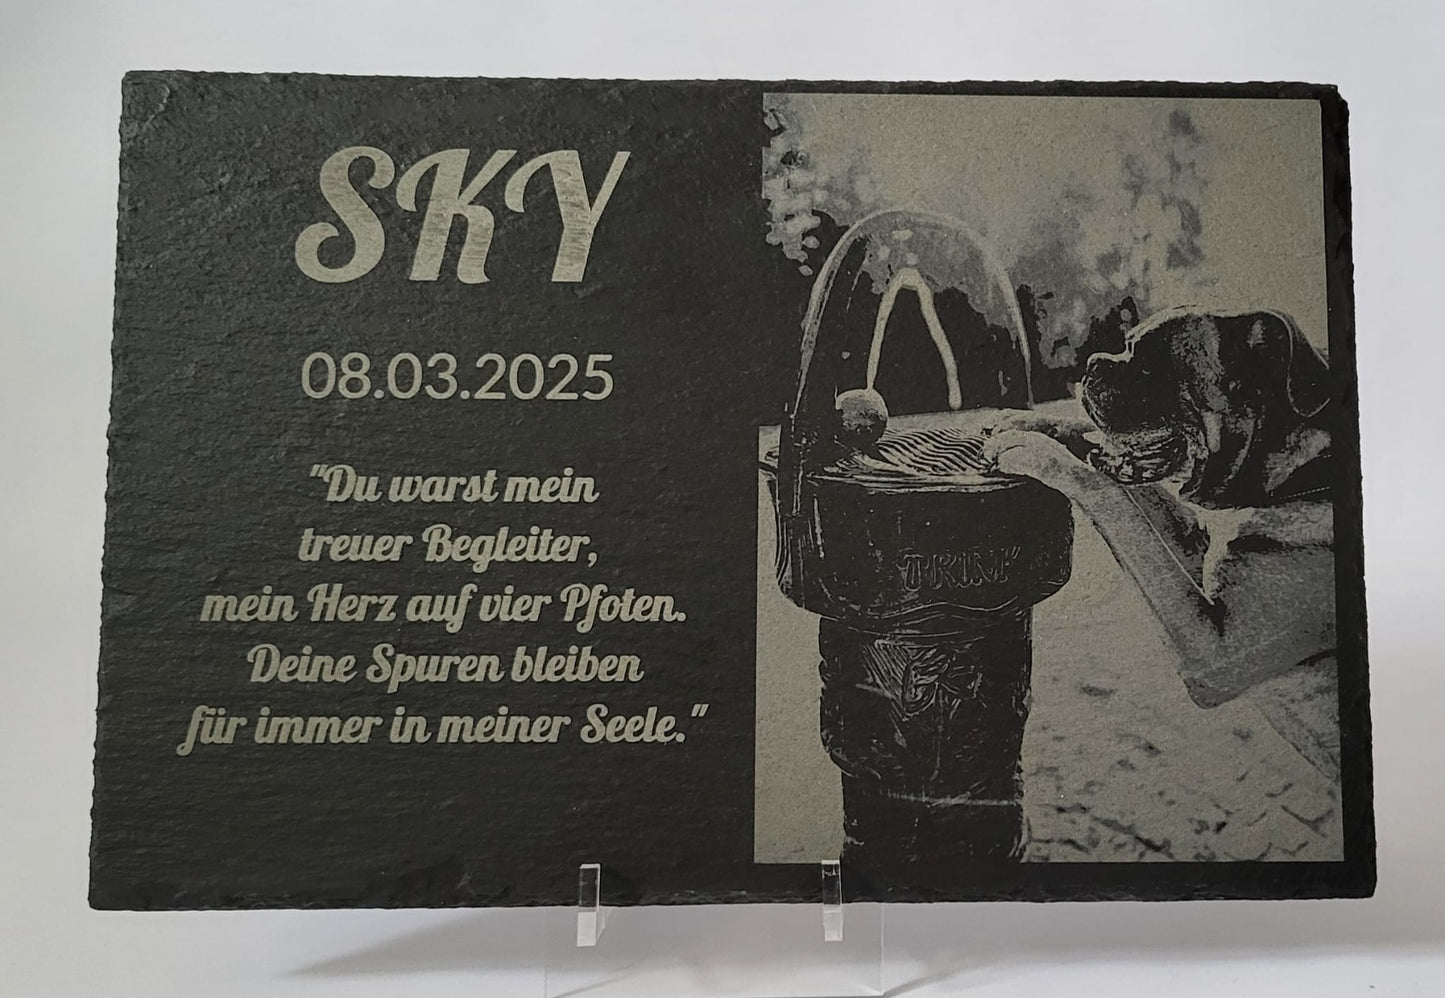 SKY
08.03.2025
"Du warst mein
treuer Begleiter,
mein Herz auf vier Pfoten.
Deine Spuren bleiben
für immer in meiner Seele."